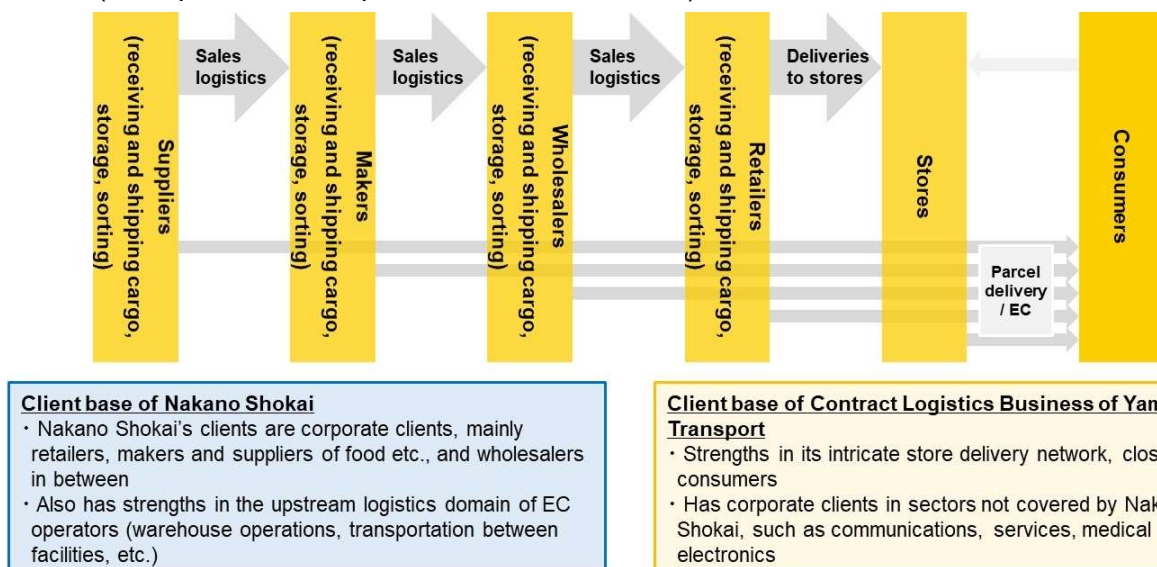 Suppliers
(receiving and shipping cargo,
storage, sorting)
Sales
logistics
Makers
(receiving and shipping cargo,
storage, sorting)
Sales
logistics
Wholesalers
(receiving and shipping cargo,
storage, sorting)
Sales
logistics
Retailers
(receiving and shipping cargo,
storage, sorting)
Deliveries
to stores
Stores
Consumers
Parcel
delivery
/ EC
Client base of Nakano Shokai
・Nakano Shokai's clients are corporate clients, mainly
retailers, makers and suppliers of food etc., and wholesalers
in between
・Also has strengths in the upstream logistics domain of EC
operators (warehouse operations, transportation between
facilities, etc.)
Client base of Contract Logistics Business of Yam
Transport
・Strengths in its intricate store delivery network, clos
consumers
・Has corporate clients in sectors not covered by Nak
Shokai, such as communications, services, medical
electronics